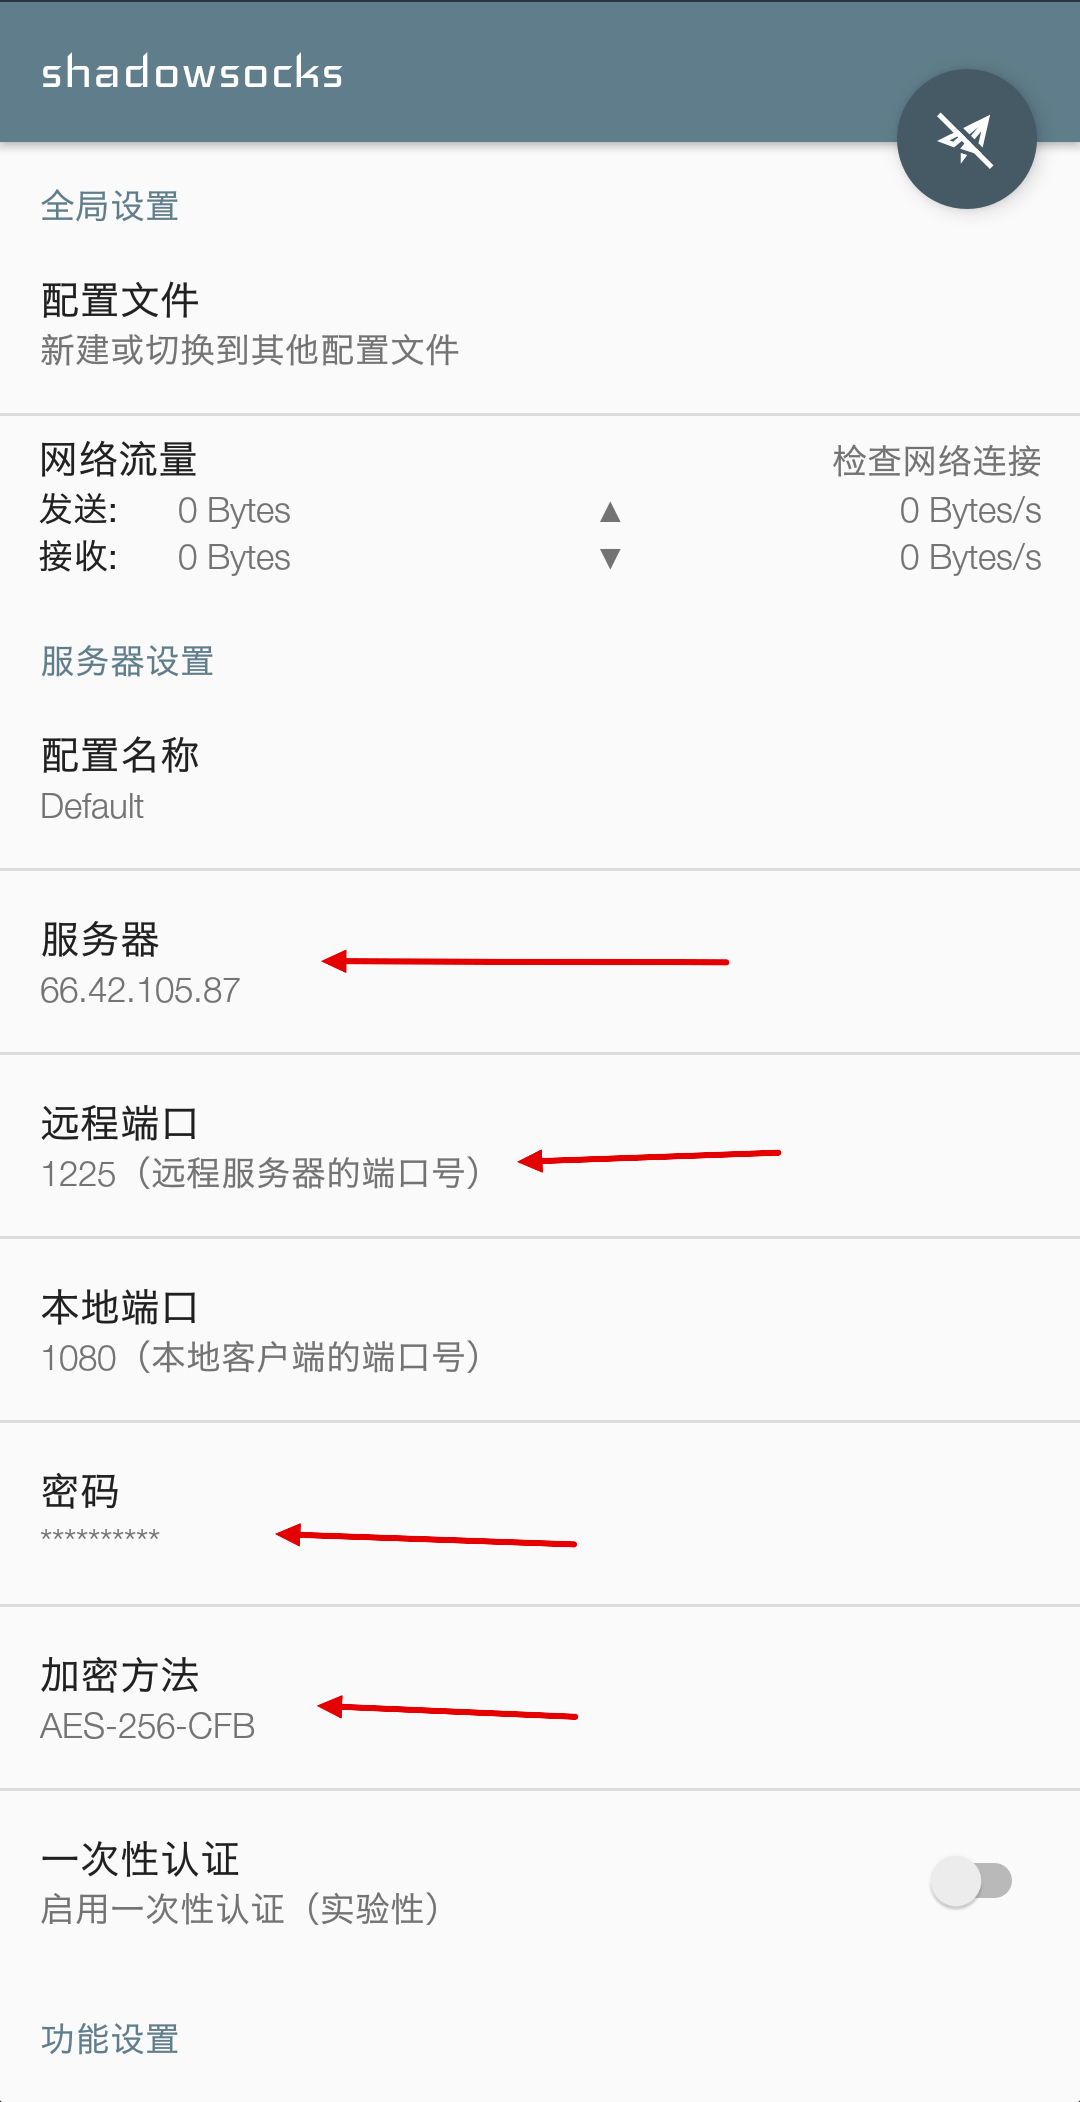 shadowsocks
全局设置
配置文件
新建或切换到其他配置文件
网络流量 检查网络连接
发送: 0 Bytes ▲ 0 Bytes/s
接收: 0 Bytes ▼ 0 Bytes/s
服务器设置
配置名称
Default
服务器
66.42.105.87
远程端口
1225（远程服务器的端口号）
本地端口
1080（本地客户端的端口号）
密码
**********
加密方法
AES-256-CFB
一次性认证
启用一次性认证（实验性）
功能设置